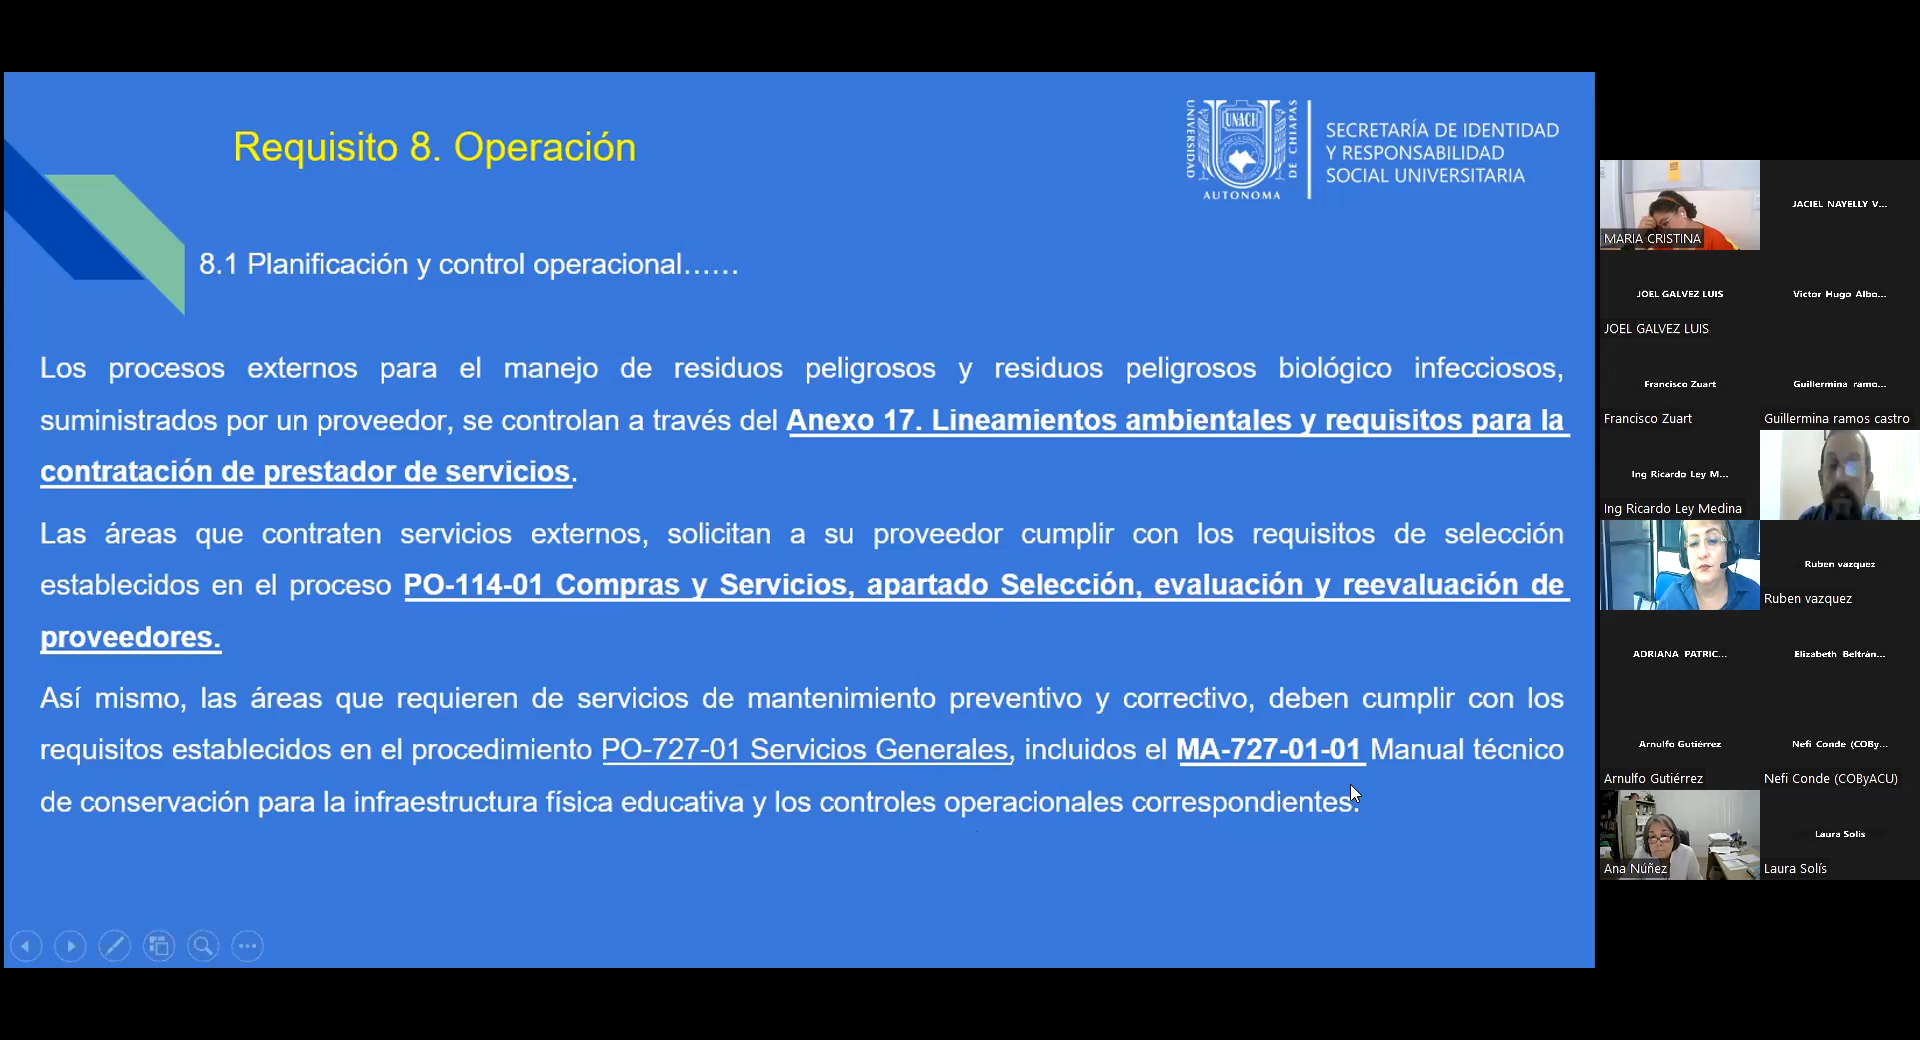 Requisito 8. Operación
UNIVERSIDAD
UNACH
DE CHIAPAS
AUTONOMA
SECRETARÍA DE IDENTIDAD
Y RESPONSABILIDAD
SOCIAL UNIVERSITARIA
8.1 Planificación y control operacional......
Los procesos externos para el manejo de residuos peligrosos y residuos peligrosos biológico infecciosos,
suministrados por un proveedor, se controlan a través del Anexo 17. Lineamientos ambientales y requisitos para la
contratación de prestador de servicios.
Las áreas que contraten servicios externos, solicitan a su proveedor cumplir con los requisitos de selección
establecidos en el proceso PO-114-01 Compras y Servicios, apartado Selección, evaluación y reevaluación de
proveedores.
Así mismo, las áreas que requieren de servicios de mantenimiento preventivo y correctivo, deben cumplir con los
requisitos establecidos en el procedimiento PO-727-01 Servicios Generales, incluidos el MA-727-01-01 Manual técnico
de conservación para la infraestructura física educativa y los controles operacionales correspondientes.
MARIA CRISTINA
JACIEL NAYELLY V...
JOEL GALVEZ LUIS
JOEL GALVEZ LUIS
Victor Hugo Albo...
Francisco Zuart
Francisco Zuart
Guillermina ramo...
Guillermina ramos castro
Ing Ricardo Ley M...
Ing Ricardo Ley Medina
Ruben vazquez
Ruben vazquez
ADRIANA PATRIC...
Elizabeth Beltrán...
Arnulfo Gutiérrez
Arnulfo Gutiérrez
Nefi Conde (COBy...
Nefi Conde (COByACU)
Ana Núñez
Laura Solís
Laura Solís